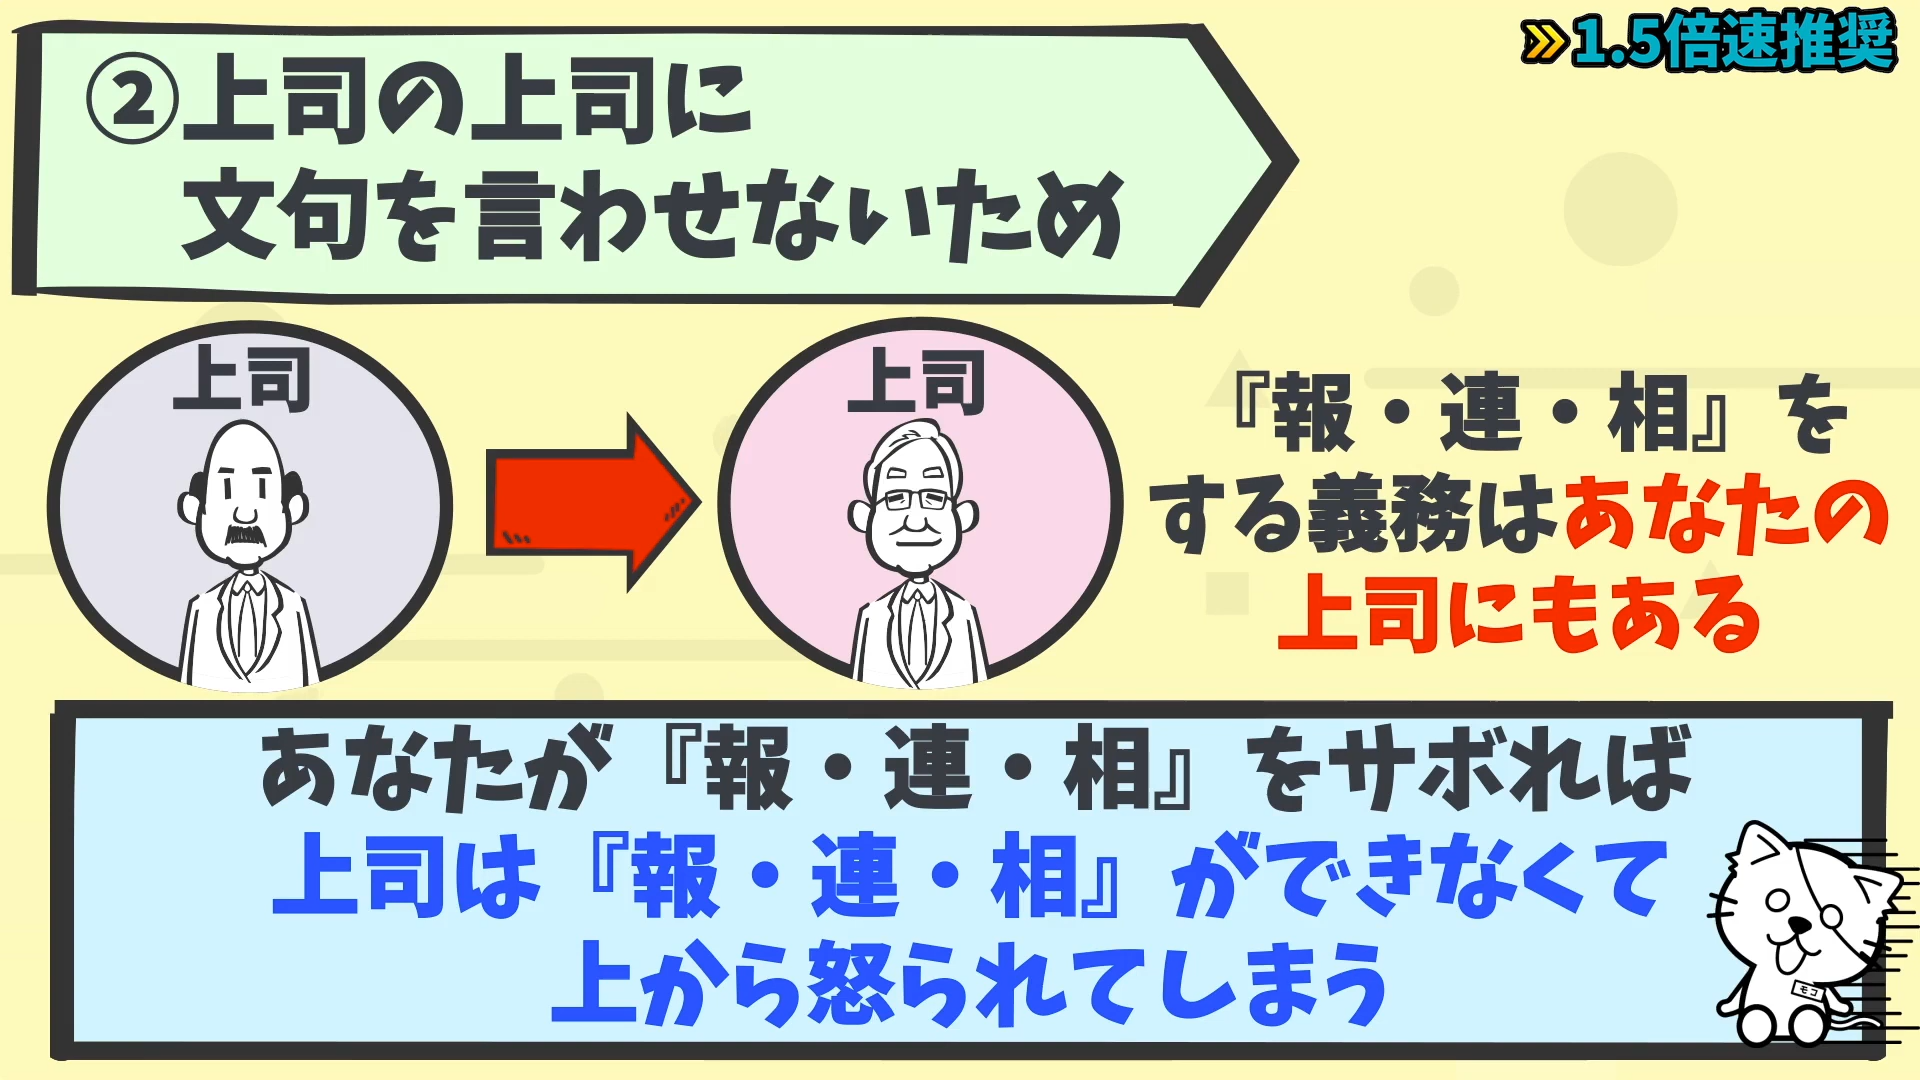 1.5倍速推奨
②上司の上司に
文句を言わせないため
上司
上司
『報・連・相』を
する義務はあなたの
上司にもある
あなたが『報・連・相』をサボれば
上司は『報・連・相』ができなくて
上から怒られてしまう
モコ